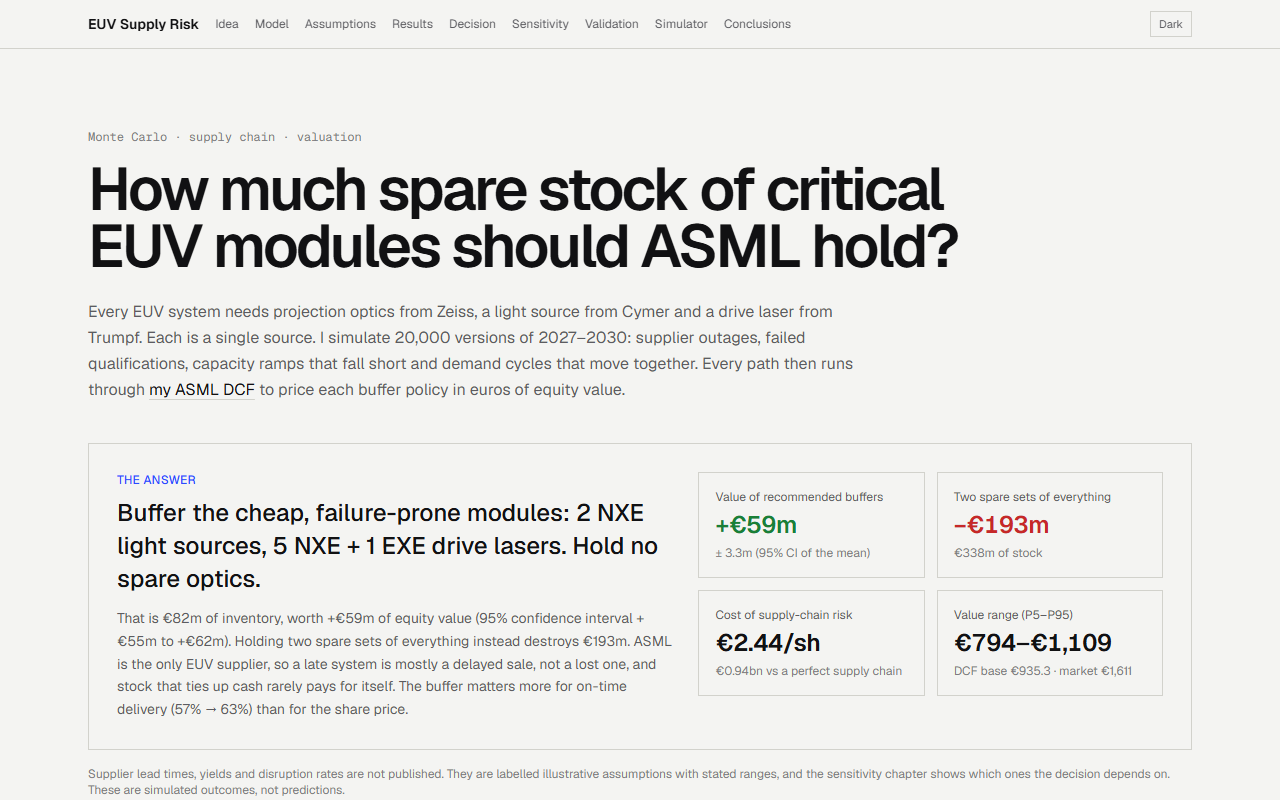 EUV Supply Risk Idea Model Assumptions Results Decision Sensitivity Validation Simulator Conclusions Dark
Monte Carlo · supply chain · valuation
How much spare stock of critical
EUV modules should ASML hold?
Every EUV system needs projection optics from Zeiss, a light source from Cymer and a drive laser from
Trumpf. Each is a single source. I simulate 20,000 versions of 2027–2030: supplier outages, failed
qualifications, capacity ramps that fall short and demand cycles that move together. Every path then runs
through my ASML DCF to price each buffer policy in euros of equity value.
THE ANSWER
Buffer the cheap, failure-prone modules: 2 NXE
light sources, 5 NXE + 1 EXE drive lasers. Hold no
spare optics.
That is €82m of inventory, worth +€59m of equity value (95% confidence interval +
€55m to +€62m). Holding two spare sets of everything instead destroys €193m. ASML
is the only EUV supplier, so a late system is mostly a delayed sale, not a lost one, and
stock that ties up cash rarely pays for itself. The buffer matters more for on-time
delivery (57% → 63%) than for the share price.
Value of recommended buffers
+€59m
± 3.3m (95% CI of the mean)
Two spare sets of everything
−€193m
€338m of stock
Cost of supply-chain risk
€2.44/sh
€0.94bn vs a perfect supply chain
Value range (P5–P95)
€794–€1,109
DCF base €935.3 · market €1,611
Supplier lead times, yields and disruption rates are not published. They are labelled illustrative assumptions with stated ranges, and the sensitivity chapter shows which ones the decision depends on.
These are simulated outcomes, not predictions.